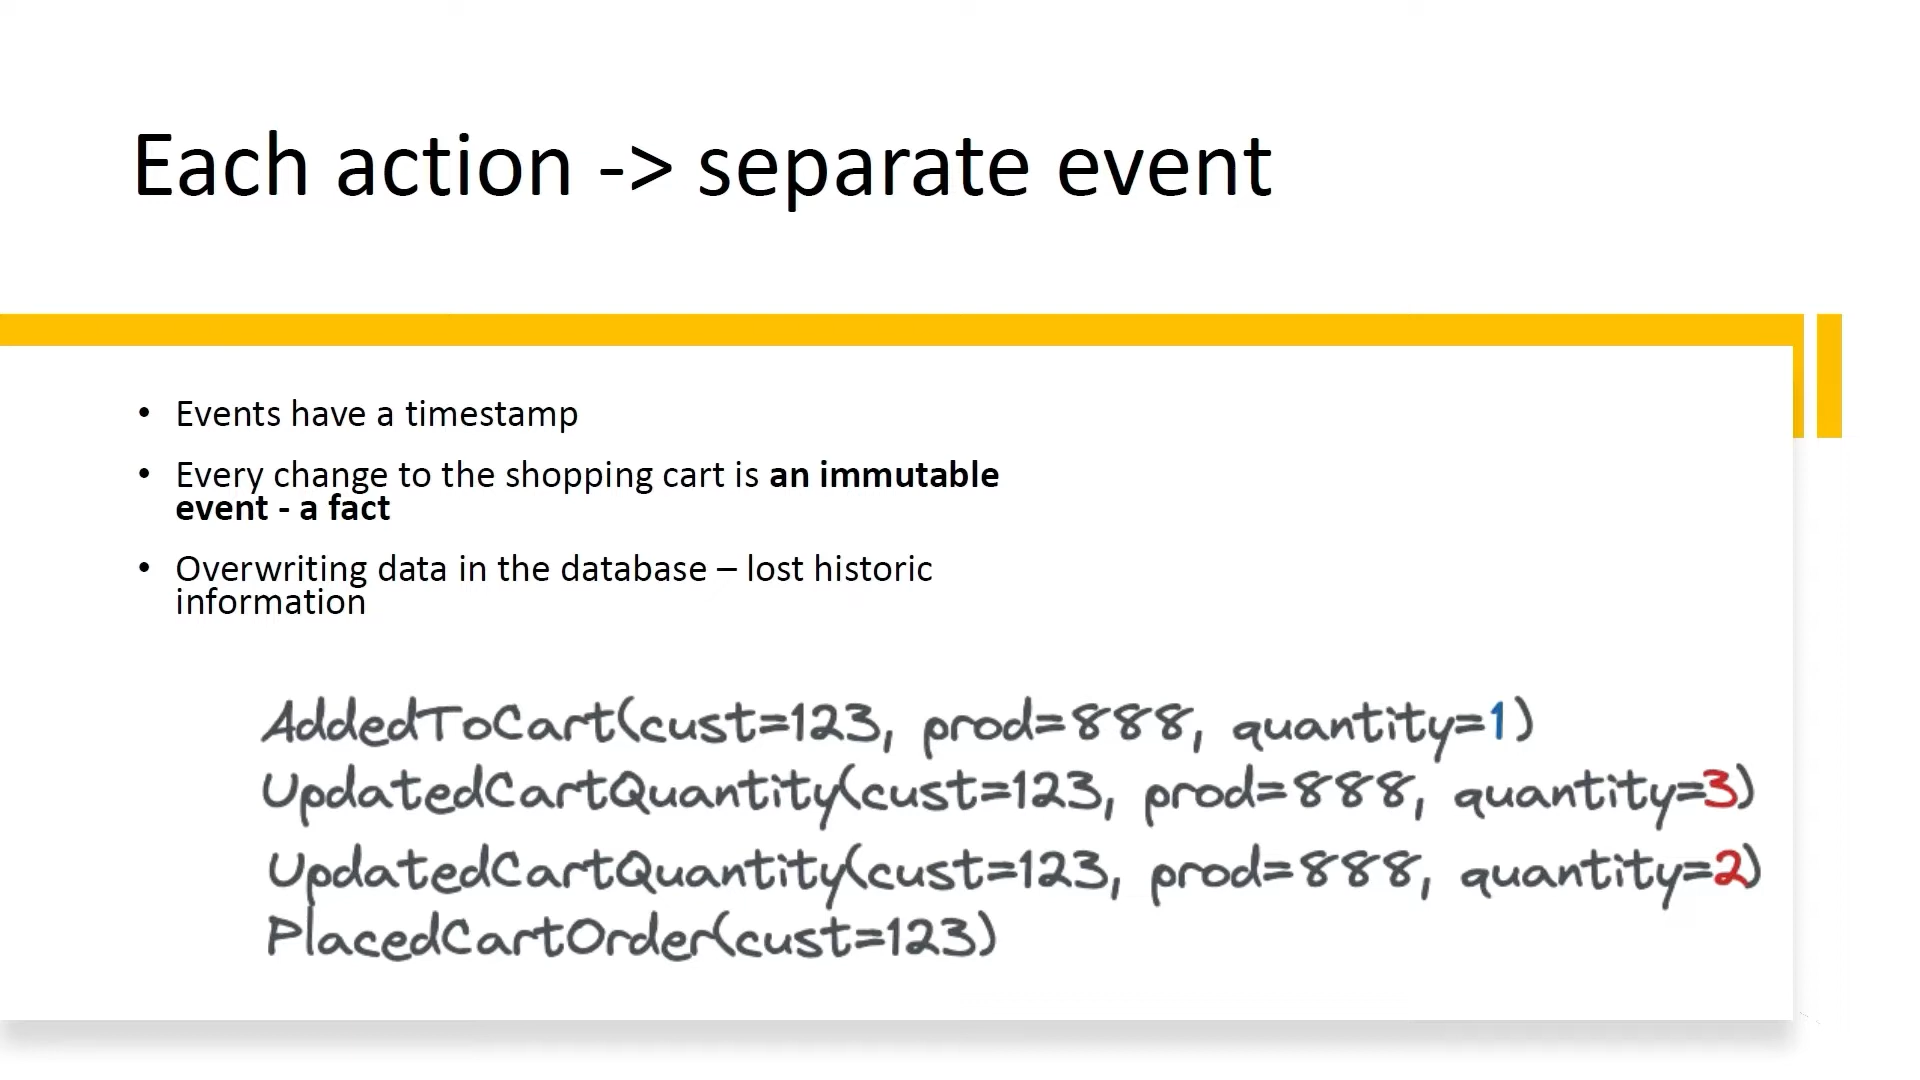 Each action -> separate event
• Events have a timestamp
• Every change to the shopping cart is an immutable
event - a fact
• Overwriting data in the database – lost historic
information
AddedToCart(cust=123, prod=888, quantity=1)
UpdatedCartQuantity(cust=123, prod=888, quantity=3)
UpdatedCartQuantity(cust=123, prod=888, quantity=2)
PlacedCartOrder(cust=123)